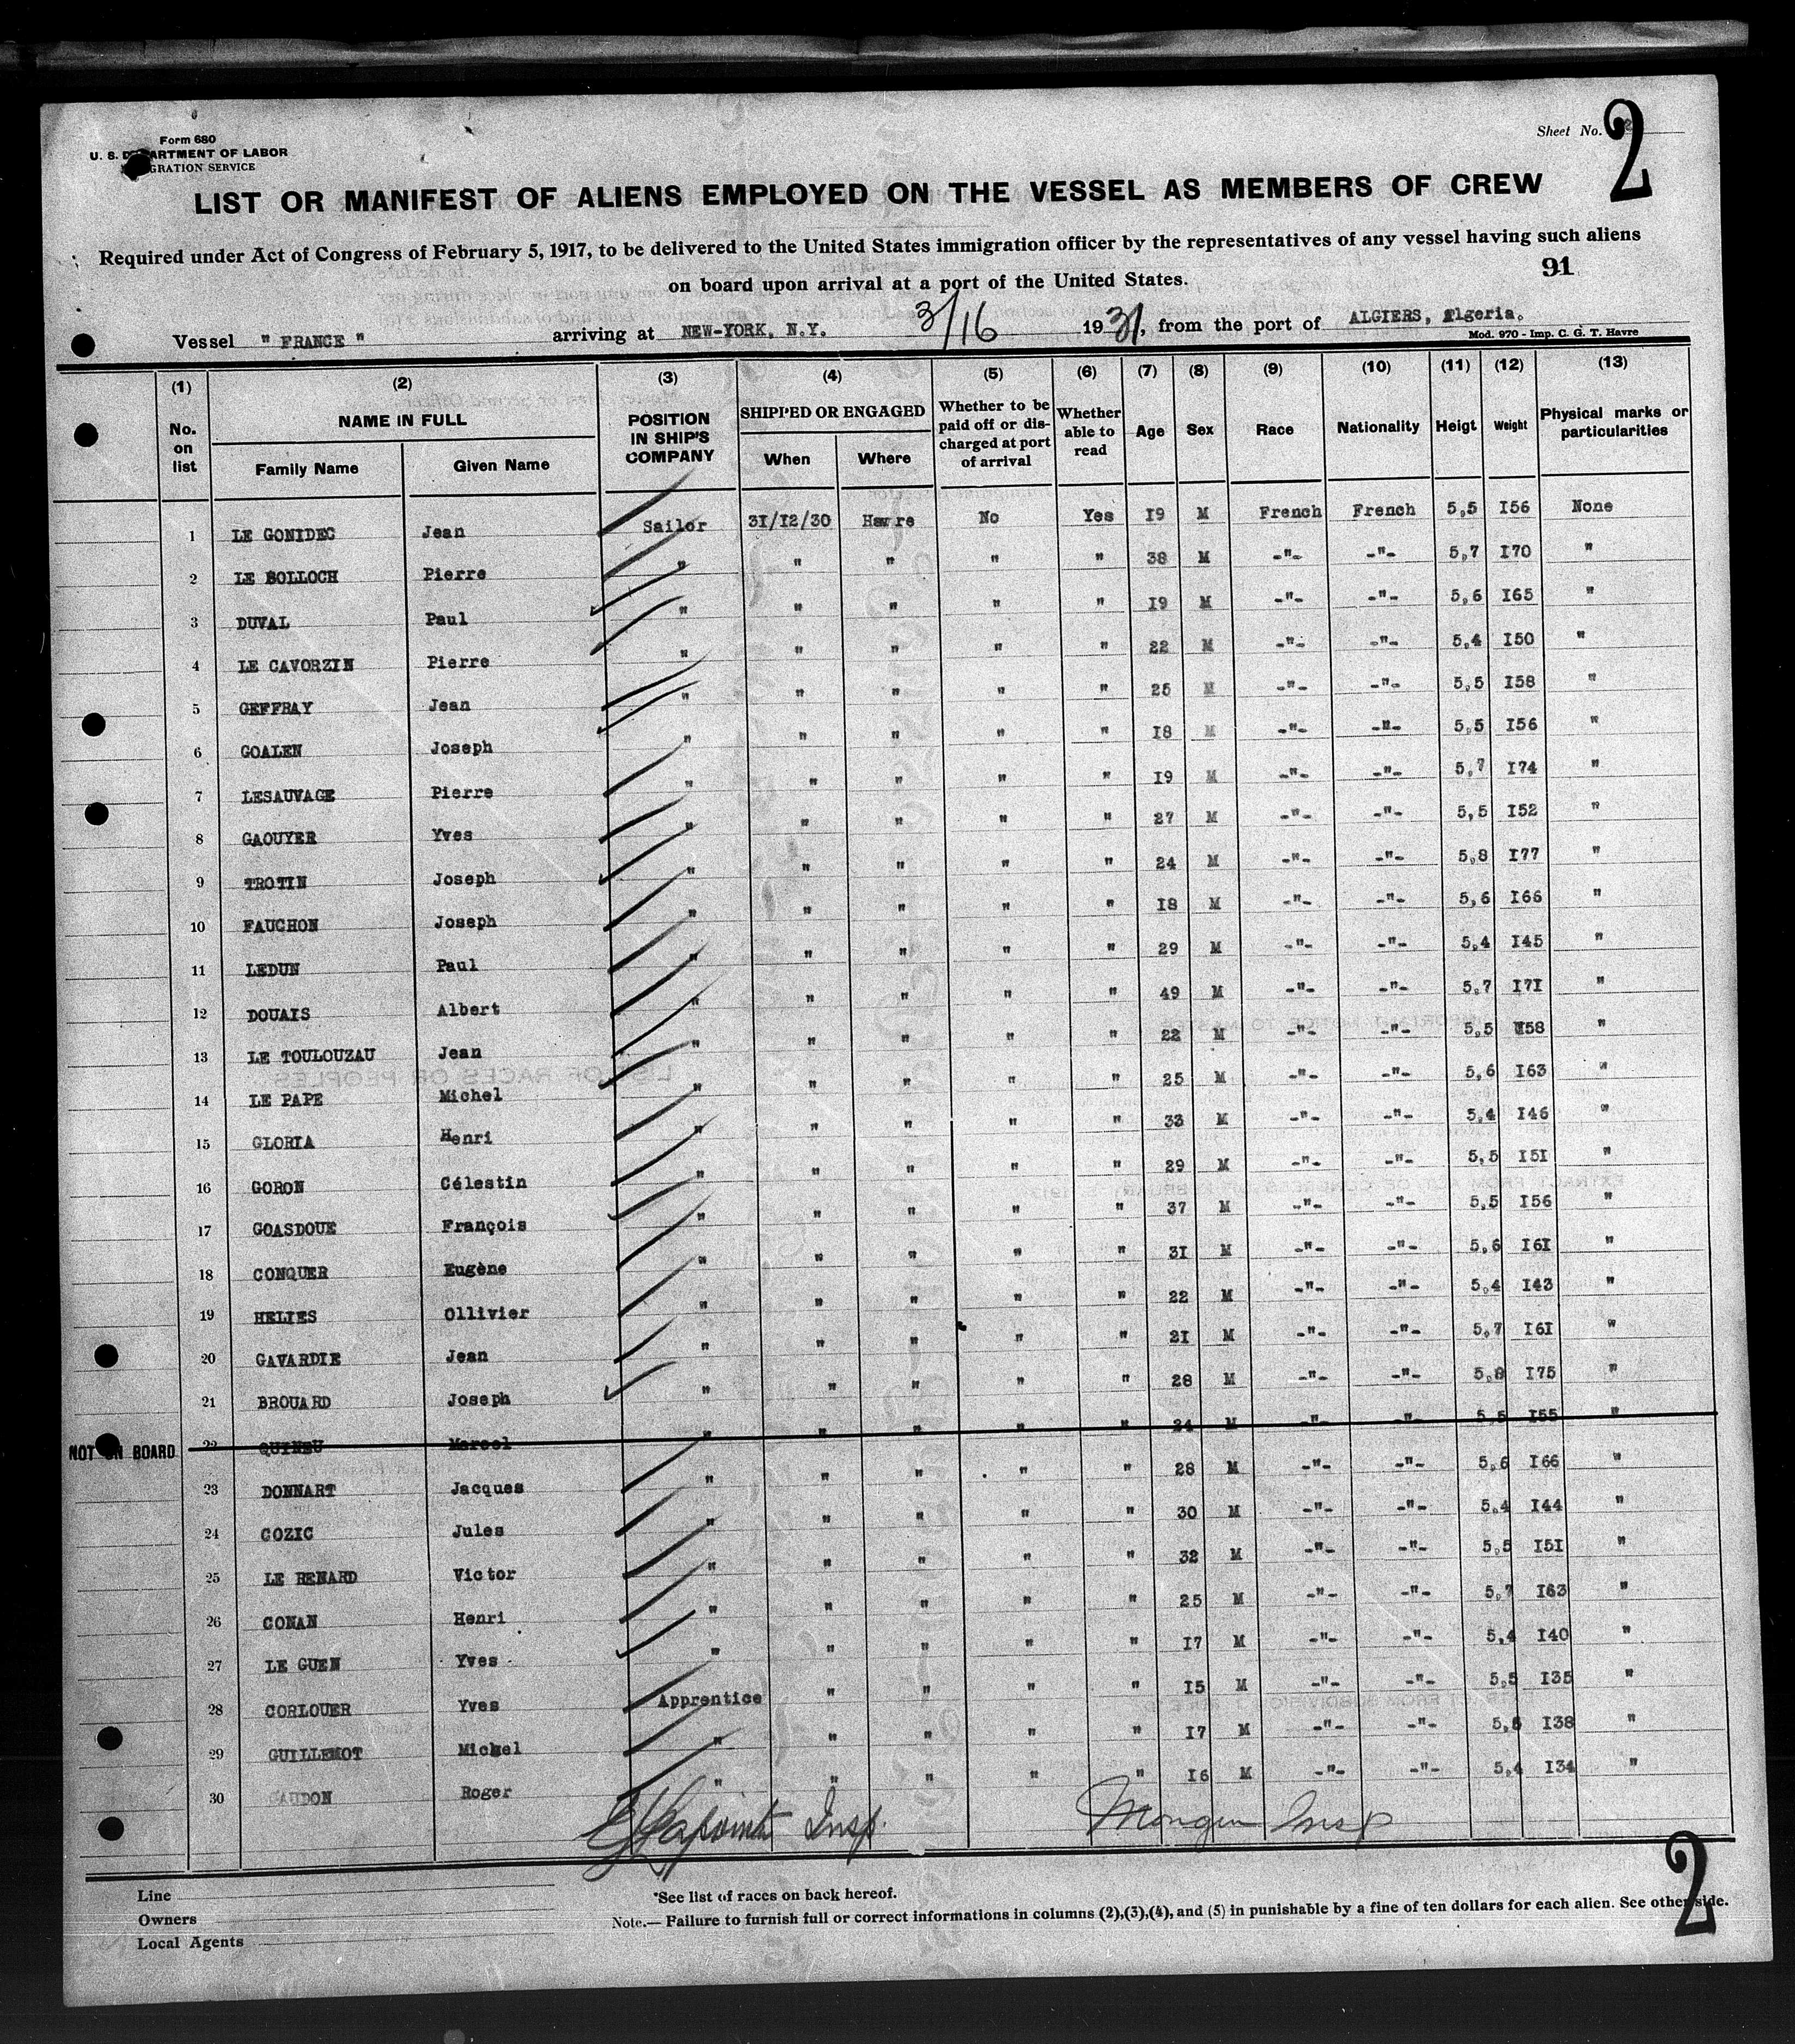 Form 680
U. S. DEPARTMENT OF LABOR
GRATION SERVICE
Sheet No. 2
2
LIST OR MANIFEST OF ALIENS EMPLOYED ON THE VESSEL AS MEMBERS OF CREW
Required under Act of Congress of February 5, 1917, to be delivered to the United States immigration officer by the representatives of any vessel having such aliens
on board upon arrival at a port of the United States.
91
Vessel " FRANCE " arriving at NEW-YORK, N.Y. 3/16 1931, from the port of ALGIERS, Algeria.
Mod. 970 - Imp. C. G. T. Havre
(1) (2) (3) (4) (5) (6) (7) (8) (9) (10) (11) (12) (13)
No. on list NAME IN FULL Family Name Given Name POSITION IN SHIP'S COMPANY SHIPPED OR ENGAGED When Where Whether to be paid off or discharged at port of arrival Whether able to read Age Sex Race Nationality Heigt Weight Physical marks or particularities
1 LE GONIDEC Jean Sailor 31/12/30 Havre No Yes 19 M French French 5,5 156 None
2 LE BOLLOCH Pierre " " " " " 38 M -"- -"- 5,7 170 "
3 DUVAL Paul " " " " " 19 M -"- -"- 5,6 165 "
4 LE CAVORZIN Pierre " " " " " 22 M -"- -"- 5,4 150 "
5 GEFFRAY Jean " " " " " 25 M -"- -"- 5,5 158 "
6 GOALEN Joseph " " " " " 18 M -"- -"- 5,5 156 "
7 LESAUVAGE Pierre " " " " " 19 M -"- -"- 5,7 174 "
8 GAOUYER Yves " " " " " 27 M -"- -"- 5,5 152 "
9 TROTIN Joseph " " " " " 24 M -"- -"- 5,8 177 "
10 FAUCHON Joseph " " " " " 18 M -"- -"- 5,6 166 "
11 LEDUN Paul " " " " " 29 M -"- -"- 5,4 145 "
12 DOUAIS Albert " " " " " 49 M -"- -"- 5,7 171 "
13 LE TOULOUZAU Jean " " " " " 22 M -"- -"- 5,5 158 "
14 LE PAPE Michel " " " " " 25 M -"- -"- 5,6 163 "
15 GLORIA Henri " " " " " 33 M -"- -"- 5,4 146 "
16 GORON Célestin " " " " " 29 M -"- -"- 5,5 151 "
17 GOASDOUE François " " " " " 37 M -"- -"- 5,5 156 "
18 CONQUER Eugène " " " " " 31 M -"- -"- 5,6 161 "
19 HELIES Ollivier " " " " " 22 M -"- -"- 5,4 143 "
20 GAVARDIE Jean " " " " " 21 M -"- -"- 5,7 161 "
21 BROUARD Joseph " " " " " 28 M -"- -"- 5,8 175 "
NOT ON BOARD 22 QUINEU Marcel " " " " " 24 M -"- -"- 5,5 155 "
23 DONNART Jacques " " " " " 28 M -"- -"- 5,6 166 "
24 COZIC Jules " " " " " 30 M -"- -"- 5,4 144 "
25 LE RENARD Victor " " " " " 32 M -"- -"- 5,5 151 "
26 CONAN Henri " " " " " 25 M -"- -"- 5,7 163 "
27 LE GUEN Yves " " " " " 17 M -"- -"- 5,4 140 "
28 CORLOUER Yves Apprentice " " " " 15 M -"- -"- 5,5 135 "
29 GUILLEMOT Michel " " " " " 17 M -"- -"- 5,6 138 "
30 GAUDON Roger " " " " " 16 M -"- -"- 5,4 134 "
Lapointe Insp. Mongin Insp
Line
Owners
Local Agents
*See list of races on back hereof.
Note.— Failure to furnish full or correct informations in columns (2),(3),(4), and (5) in punishable by a fine of ten dollars for each alien. See other side.
2